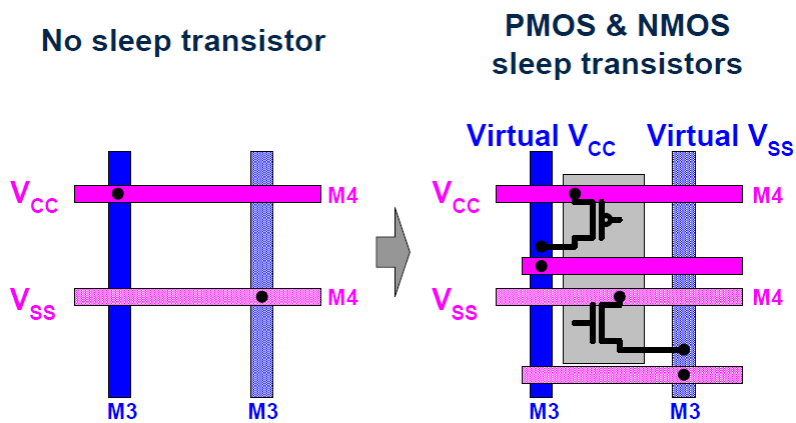 No sleep transistor
PMOS & NMOS
sleep transistors
Virtual VCC
Virtual VSS
VCC
M4
VCC
M4
VSS
M4
VSS
M4
M3
M3
M3
M3